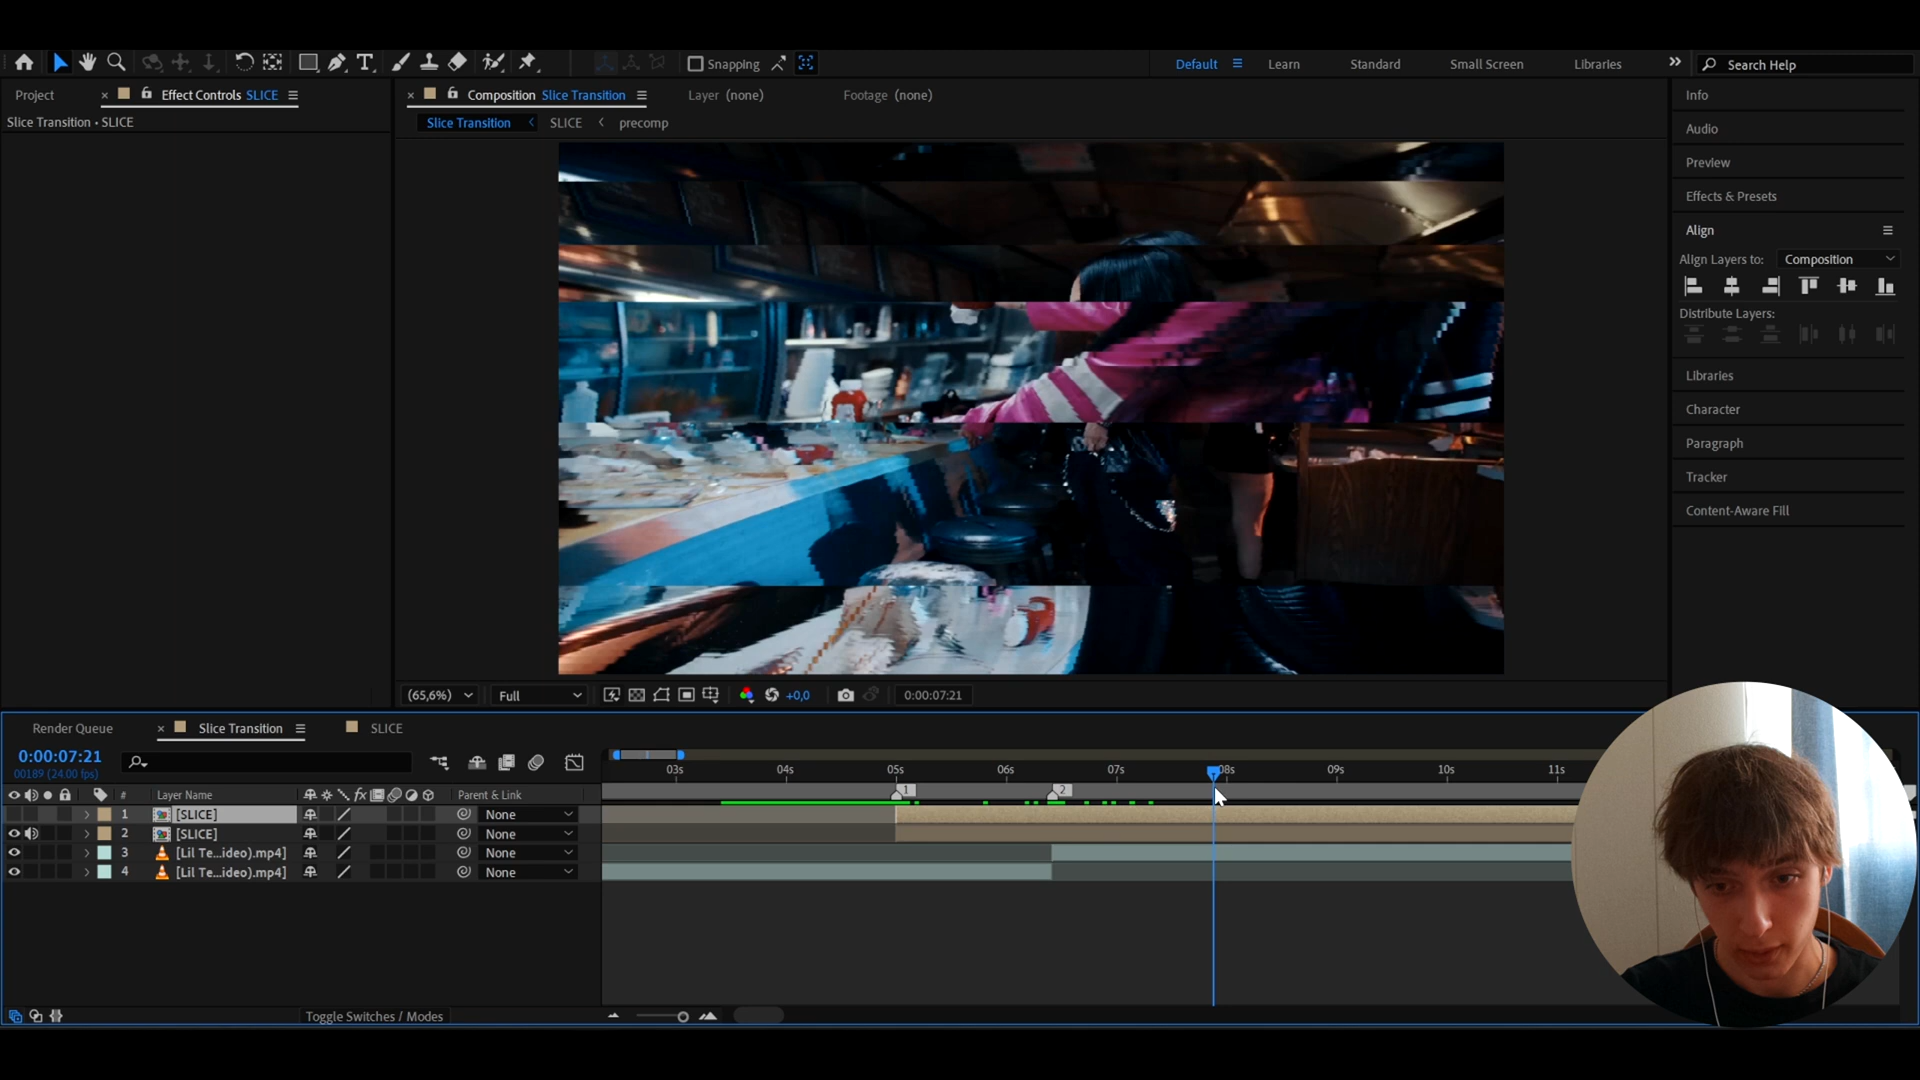 Snapping
Default
Learn
Standard
Small Screen
Libraries
Search Help
Project
Effect Controls SLICE
Composition Slice Transition
Layer (none)
Footage (none)
Info
Slice Transition • SLICE
Slice Transition
SLICE
precomp
Audio
Preview
Effects & Presets
Align
Align Layers to:
Composition
Distribute Layers:
Libraries
Character
Paragraph
Tracker
Content-Aware Fill
(65,6%)
Full
+0,0
0:00:07:21
Render Queue
Slice Transition
SLICE
0:00:07:21
00189 (24.00 fps)
03s
04s
05s
06s
07s
08s
09s
10s
11s
# Layer Name
fx
Parent & Link
1
2
1 [SLICE] None
2 [SLICE] None
3 [Lil Te...ideo).mp4] None
4 [Lil Te...ideo).mp4] None
Toggle Switches / Modes